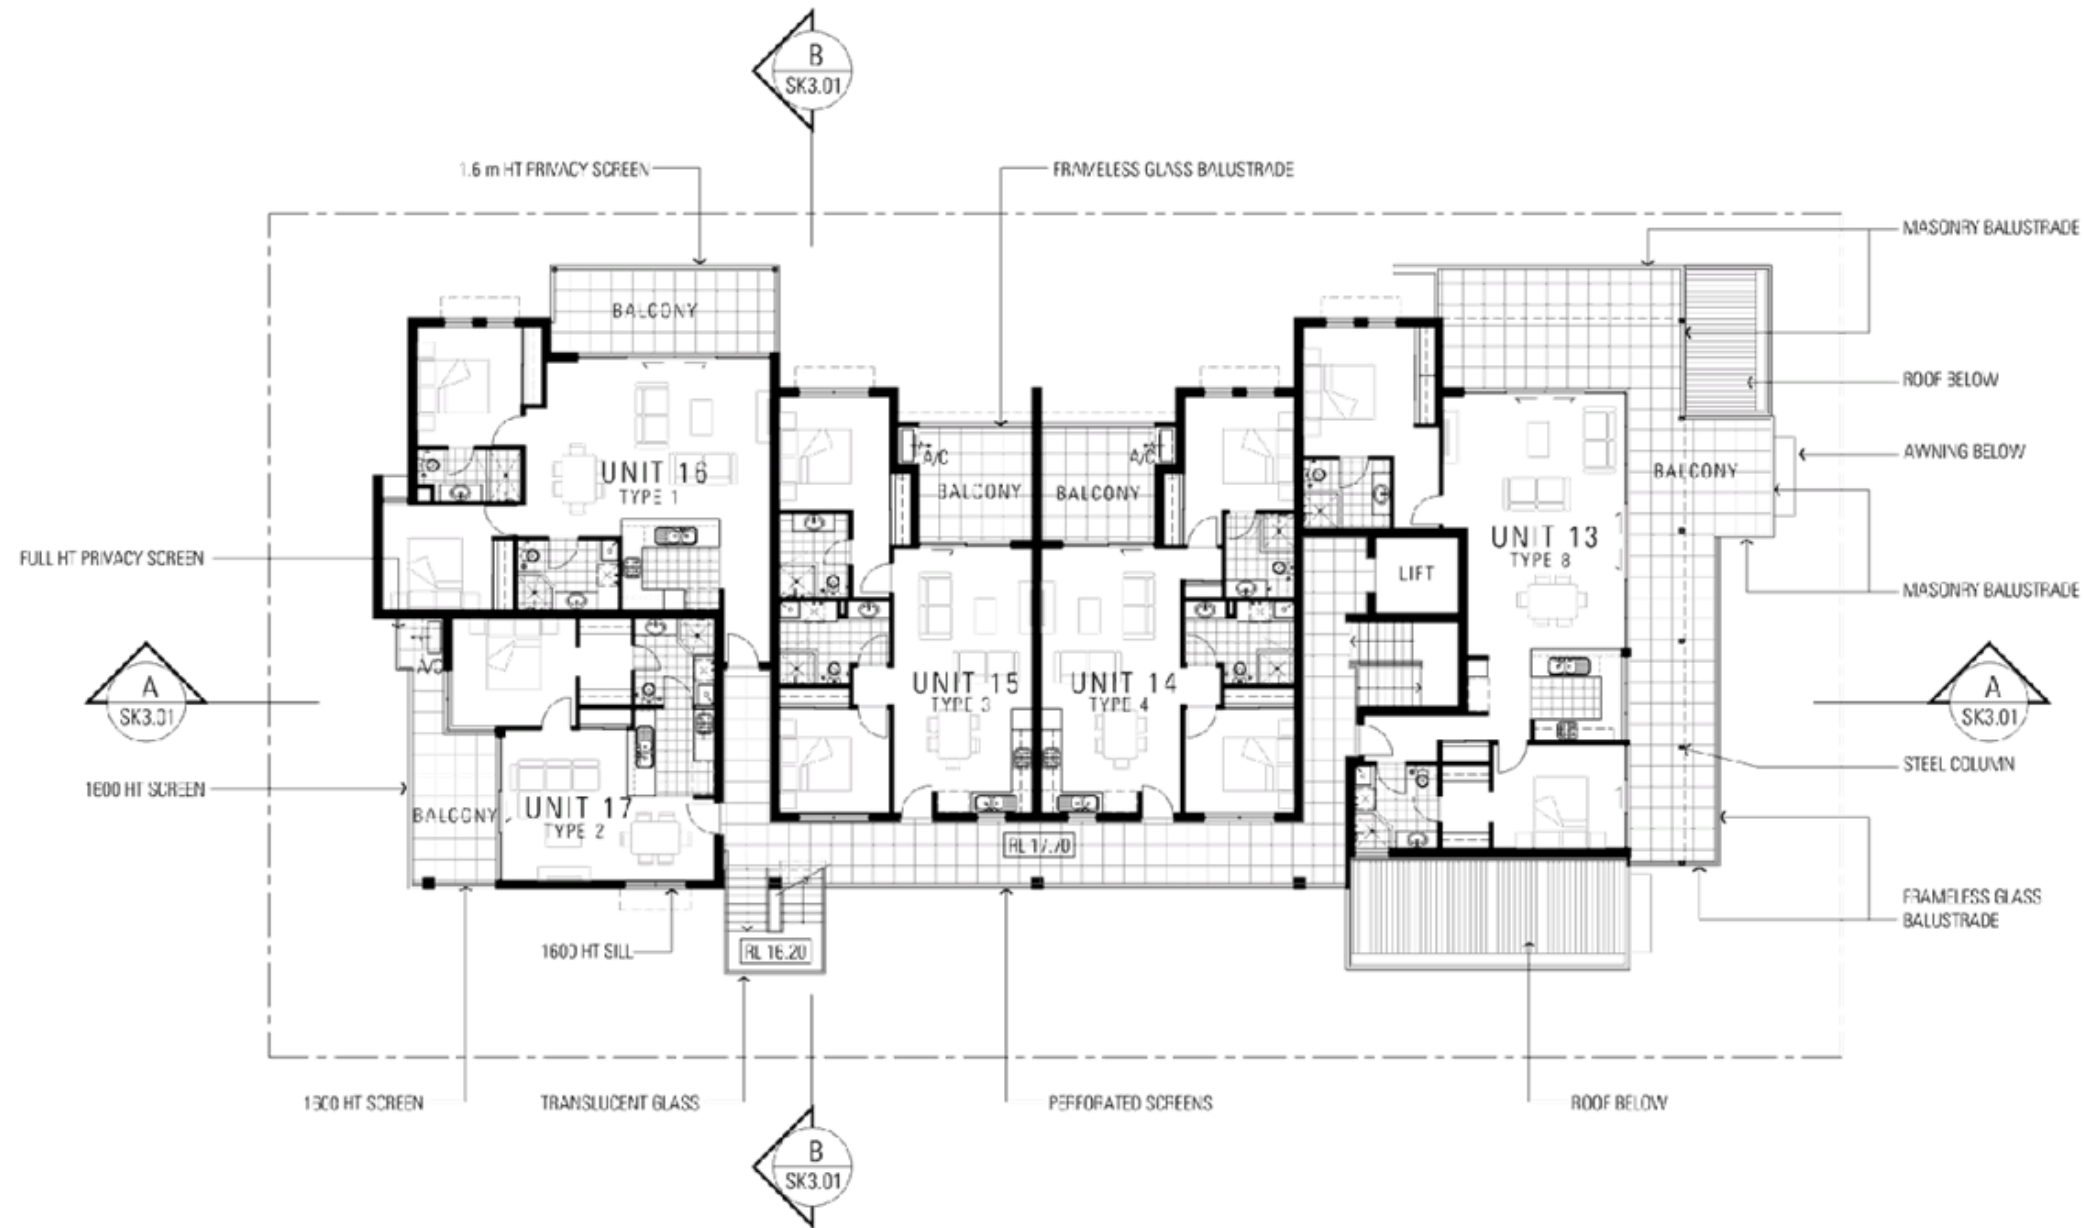 B
SK3.01
1.6 m HT PRIVACY SCREEN
FRAMELESS GLASS BALUSTRADE
MASONRY BALUSTRADE
BALCONY
ROOF BELOW
AWNING BELOW
A/C
A/C
BALCONY
BALCONY
BALCONY
UNIT 16
TYPE 1
UNIT 13
TYPE 8
LIFT
FULL HT PRIVACY SCREEN
MASONRY BALUSTRADE
A/C
A
SK3.01
UNIT 15
TYPE 3
UNIT 14
TYPE 4
A
SK3.01
STEEL COLUMN
1600 HT SCREEN
BALCONY
UNIT 17
TYPE 2
RL 17.70
FRAMELESS GLASS
BALUSTRADE
1600 HT SILL
RL 16.20
1600 HT SCREEN
TRANSLUCENT GLASS
PERFORATED SCREENS
ROOF BELOW
B
SK3.01